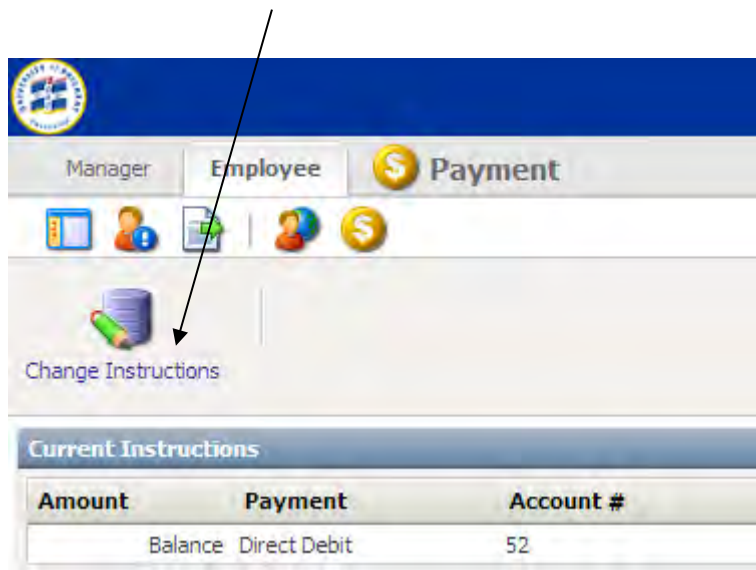 Manager Employee Payment
Change Instructions
Current Instructions
Amount Payment Account #
Balance Direct Debit 52